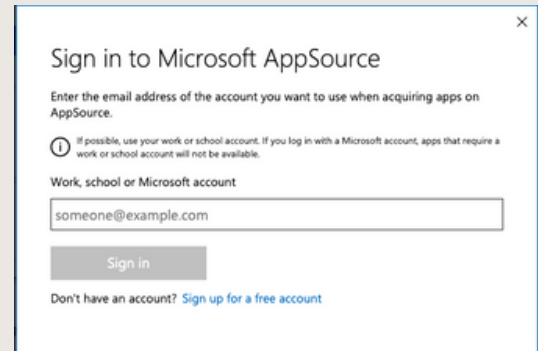 Sign in to Microsoft AppSource
Enter the email address of the account you want to use when acquiring apps on
AppSource.
If possible, use your work or school account. If you log in with a Microsoft account, apps that require a
work or school account will not be available.
Work, school or Microsoft account
someone@example.com
Sign in
Don't have an account? Sign up for a free account